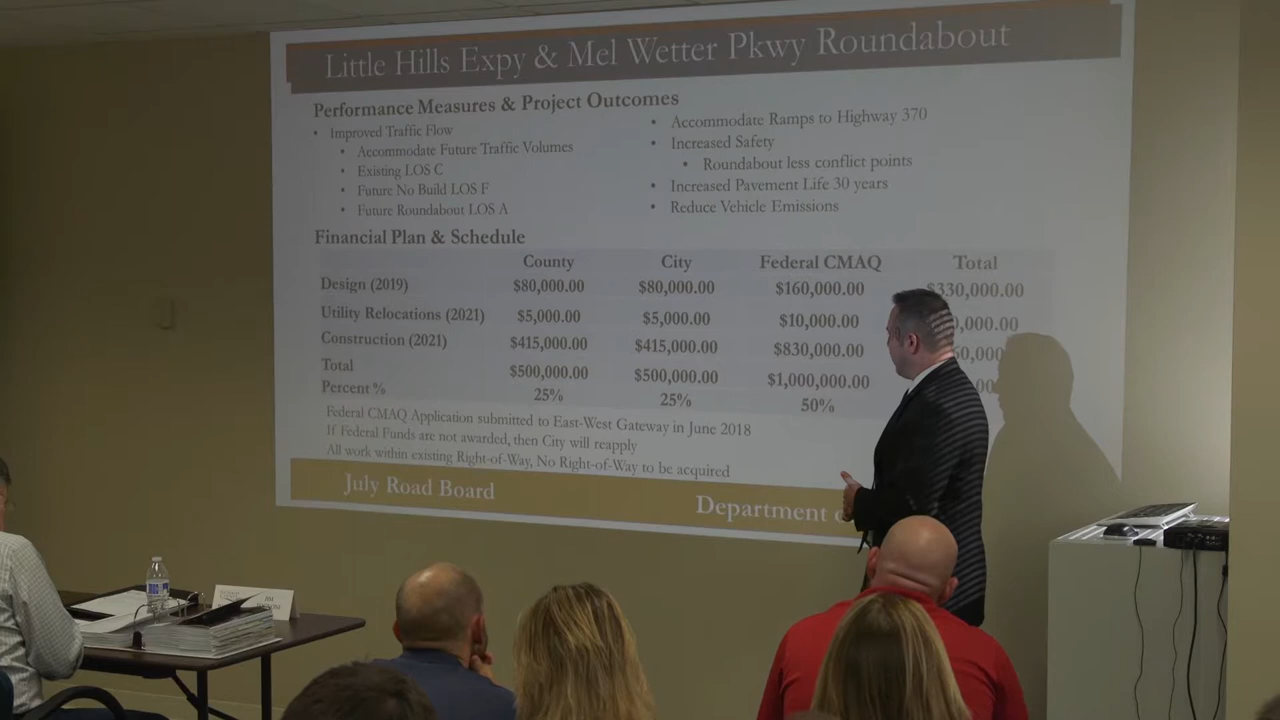 Little Hills Expy & Mel Wetter Pkwy Roundabout
Performance Measures & Project Outcomes
• Improved Traffic Flow
• Accommodate Future Traffic Volumes
• Existing LOS C
• Future No Build LOS F
• Future Roundabout LOS A
• Accommodate Ramps to Highway 370
• Increased Safety
• Roundabout less conflict points
• Increased Pavement Life 30 years
• Reduce Vehicle Emissions
Financial Plan & Schedule
County City Federal CMAQ Total
Design (2019) $80,000.00 $80,000.00 $160,000.00 $330,000.00
Utility Relocations (2021) $5,000.00 $5,000.00 $10,000.00
Construction (2021) $415,000.00 $415,000.00 $830,000.00
Total $500,000.00 $500,000.00 $1,000,000.00
Percent % 25% 25% 50%
Federal CMAQ Application submitted to East-West Gateway in June 2018
If Federal Funds are not awarded, then City will reapply
All work within existing Right-of-Way, No Right-of-Way to be acquired
July Road Board Department